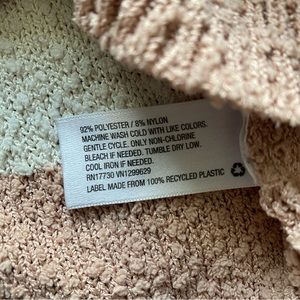 92% POLYESTER / 8% NYLON
MACHINE WASH COLD WITH LIKE COLORS.
GENTLE CYCLE. ONLY NON-CHLORINE
BLEACH IF NEEDED. TUMBLE DRY LOW.
COOL IRON IF NEEDED.
RN17730 VN1299629
LABEL MADE FROM 100% RECYCLED PLASTIC